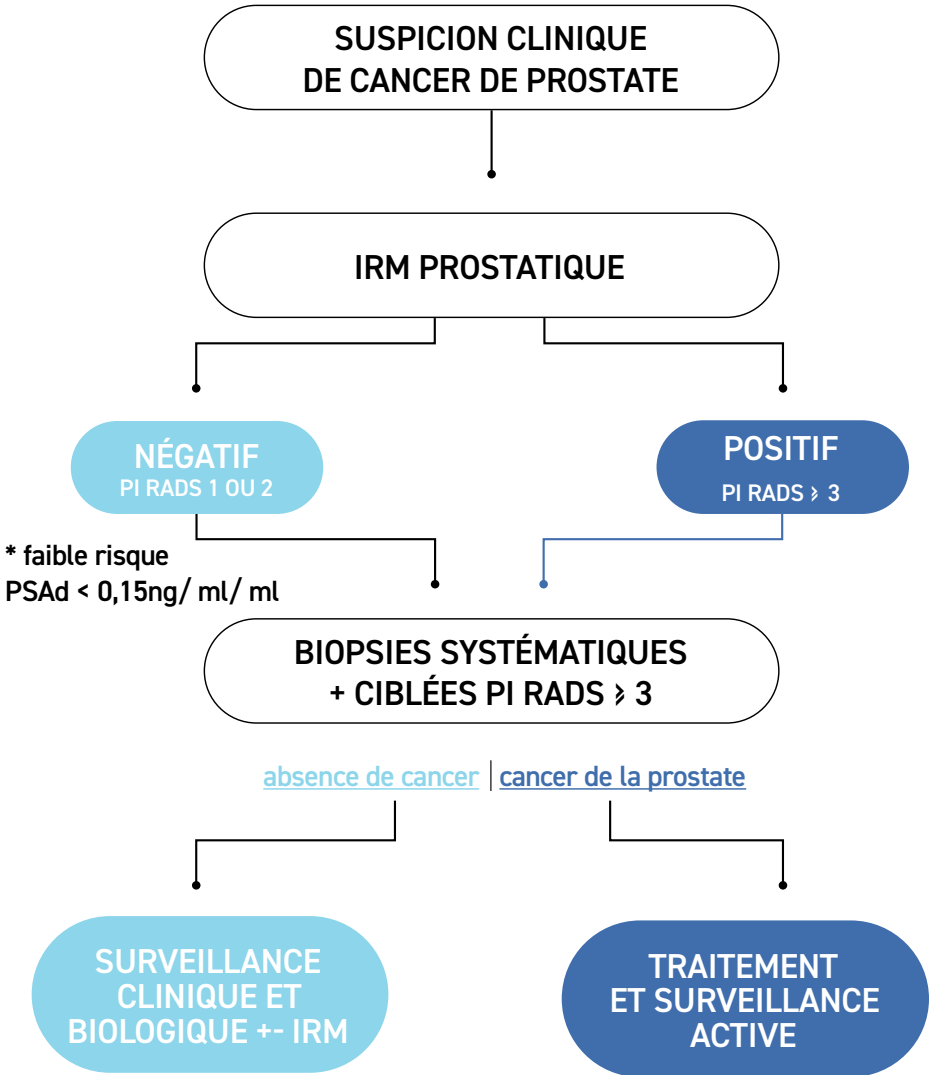 SUSPICION CLINIQUE
DE CANCER DE PROSTATE
IRM PROSTATIQUE
NÉGATIF
PI RADS 1 OU 2
POSITIF
PI RADS ⩾ 3
* faible risque
PSAd < 0,15ng/ ml/ ml
BIOPSIES SYSTÉMATIQUES
+ CIBLÉES PI RADS ⩾ 3
absence de cancer | cancer de la prostate
SURVEILLANCE
CLINIQUE ET
BIOLOGIQUE +- IRM
TRAITEMENT
ET SURVEILLANCE
ACTIVE